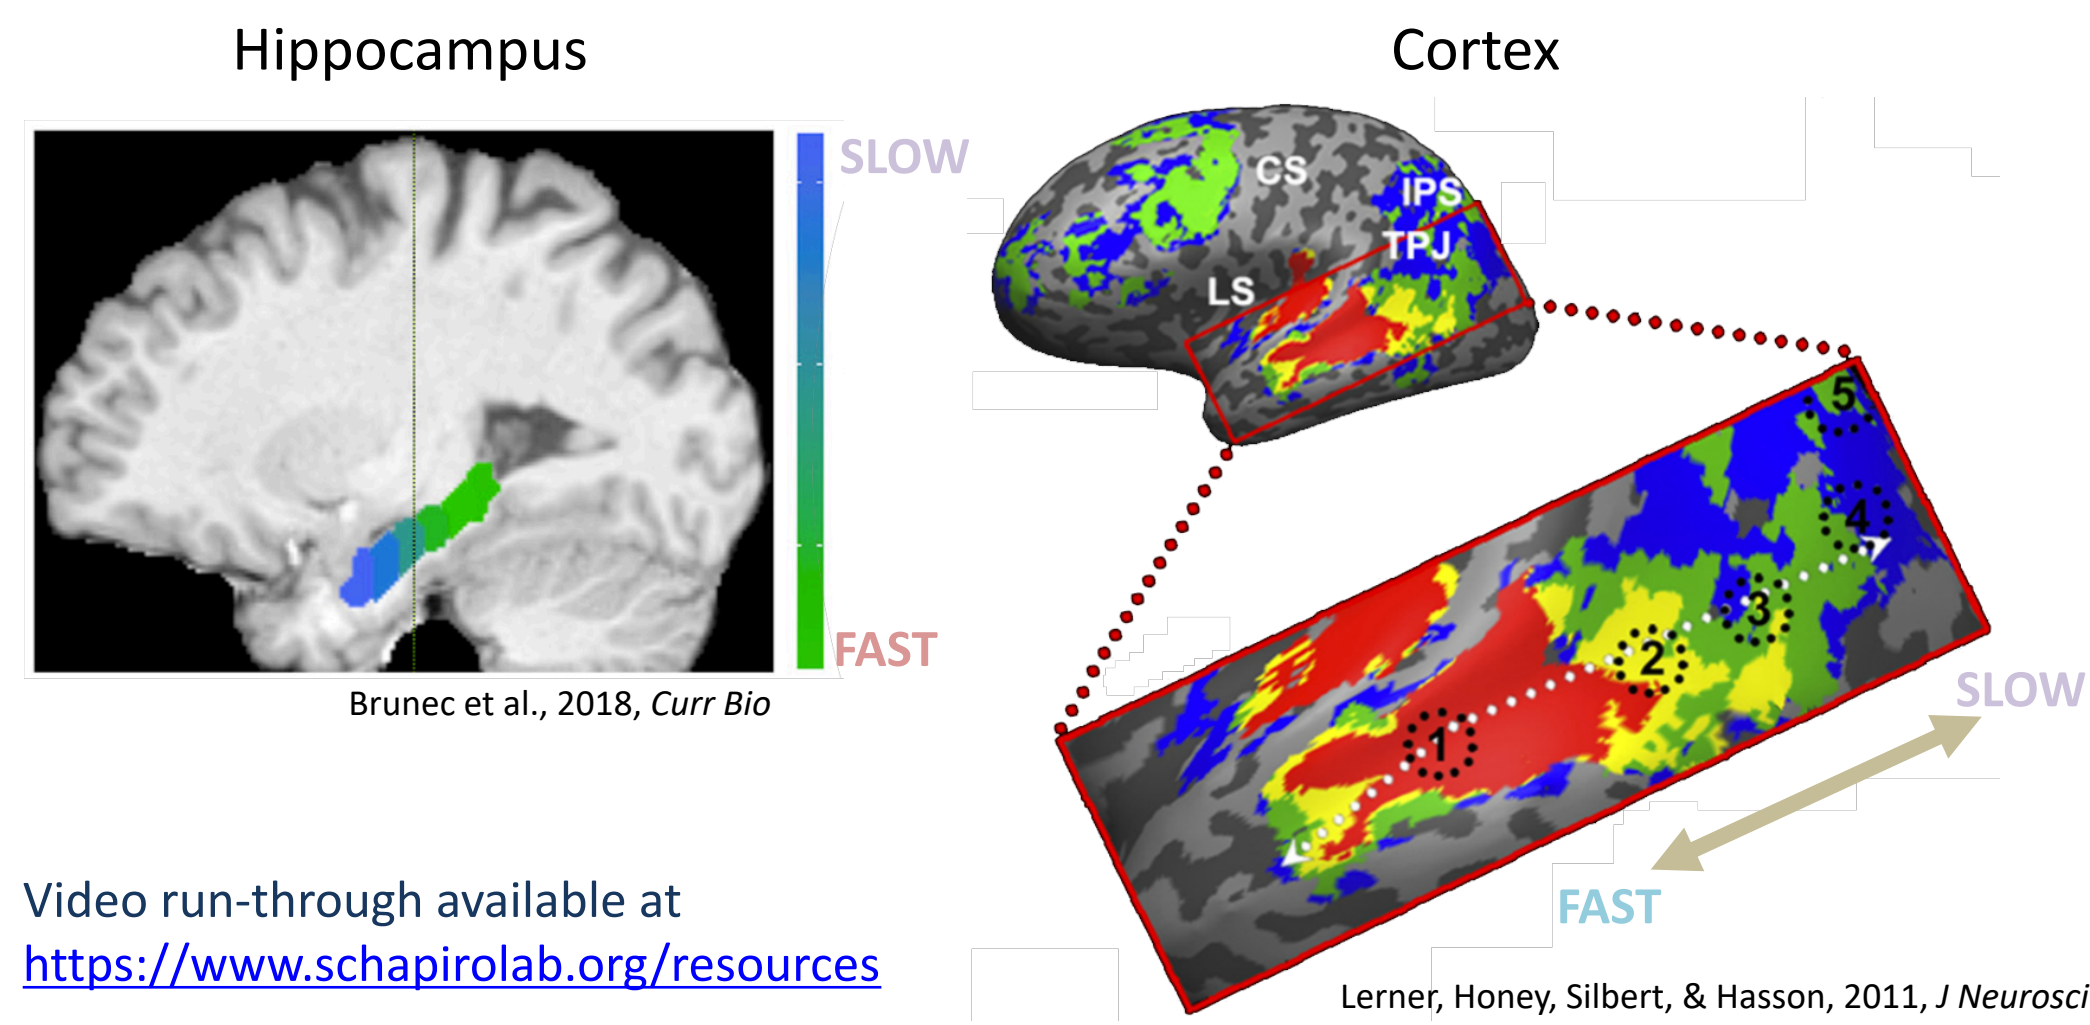 Hippocampus
SLOW
FAST
Brunec et al., 2018, Curr Bio
Video run-through available at
https://www.schapirolab.org/resources
Cortex
CS
IPS
TPJ
LS
5
4
3
2
1
SLOW
FAST
Lerner, Honey, Silbert, & Hasson, 2011, J Neurosci